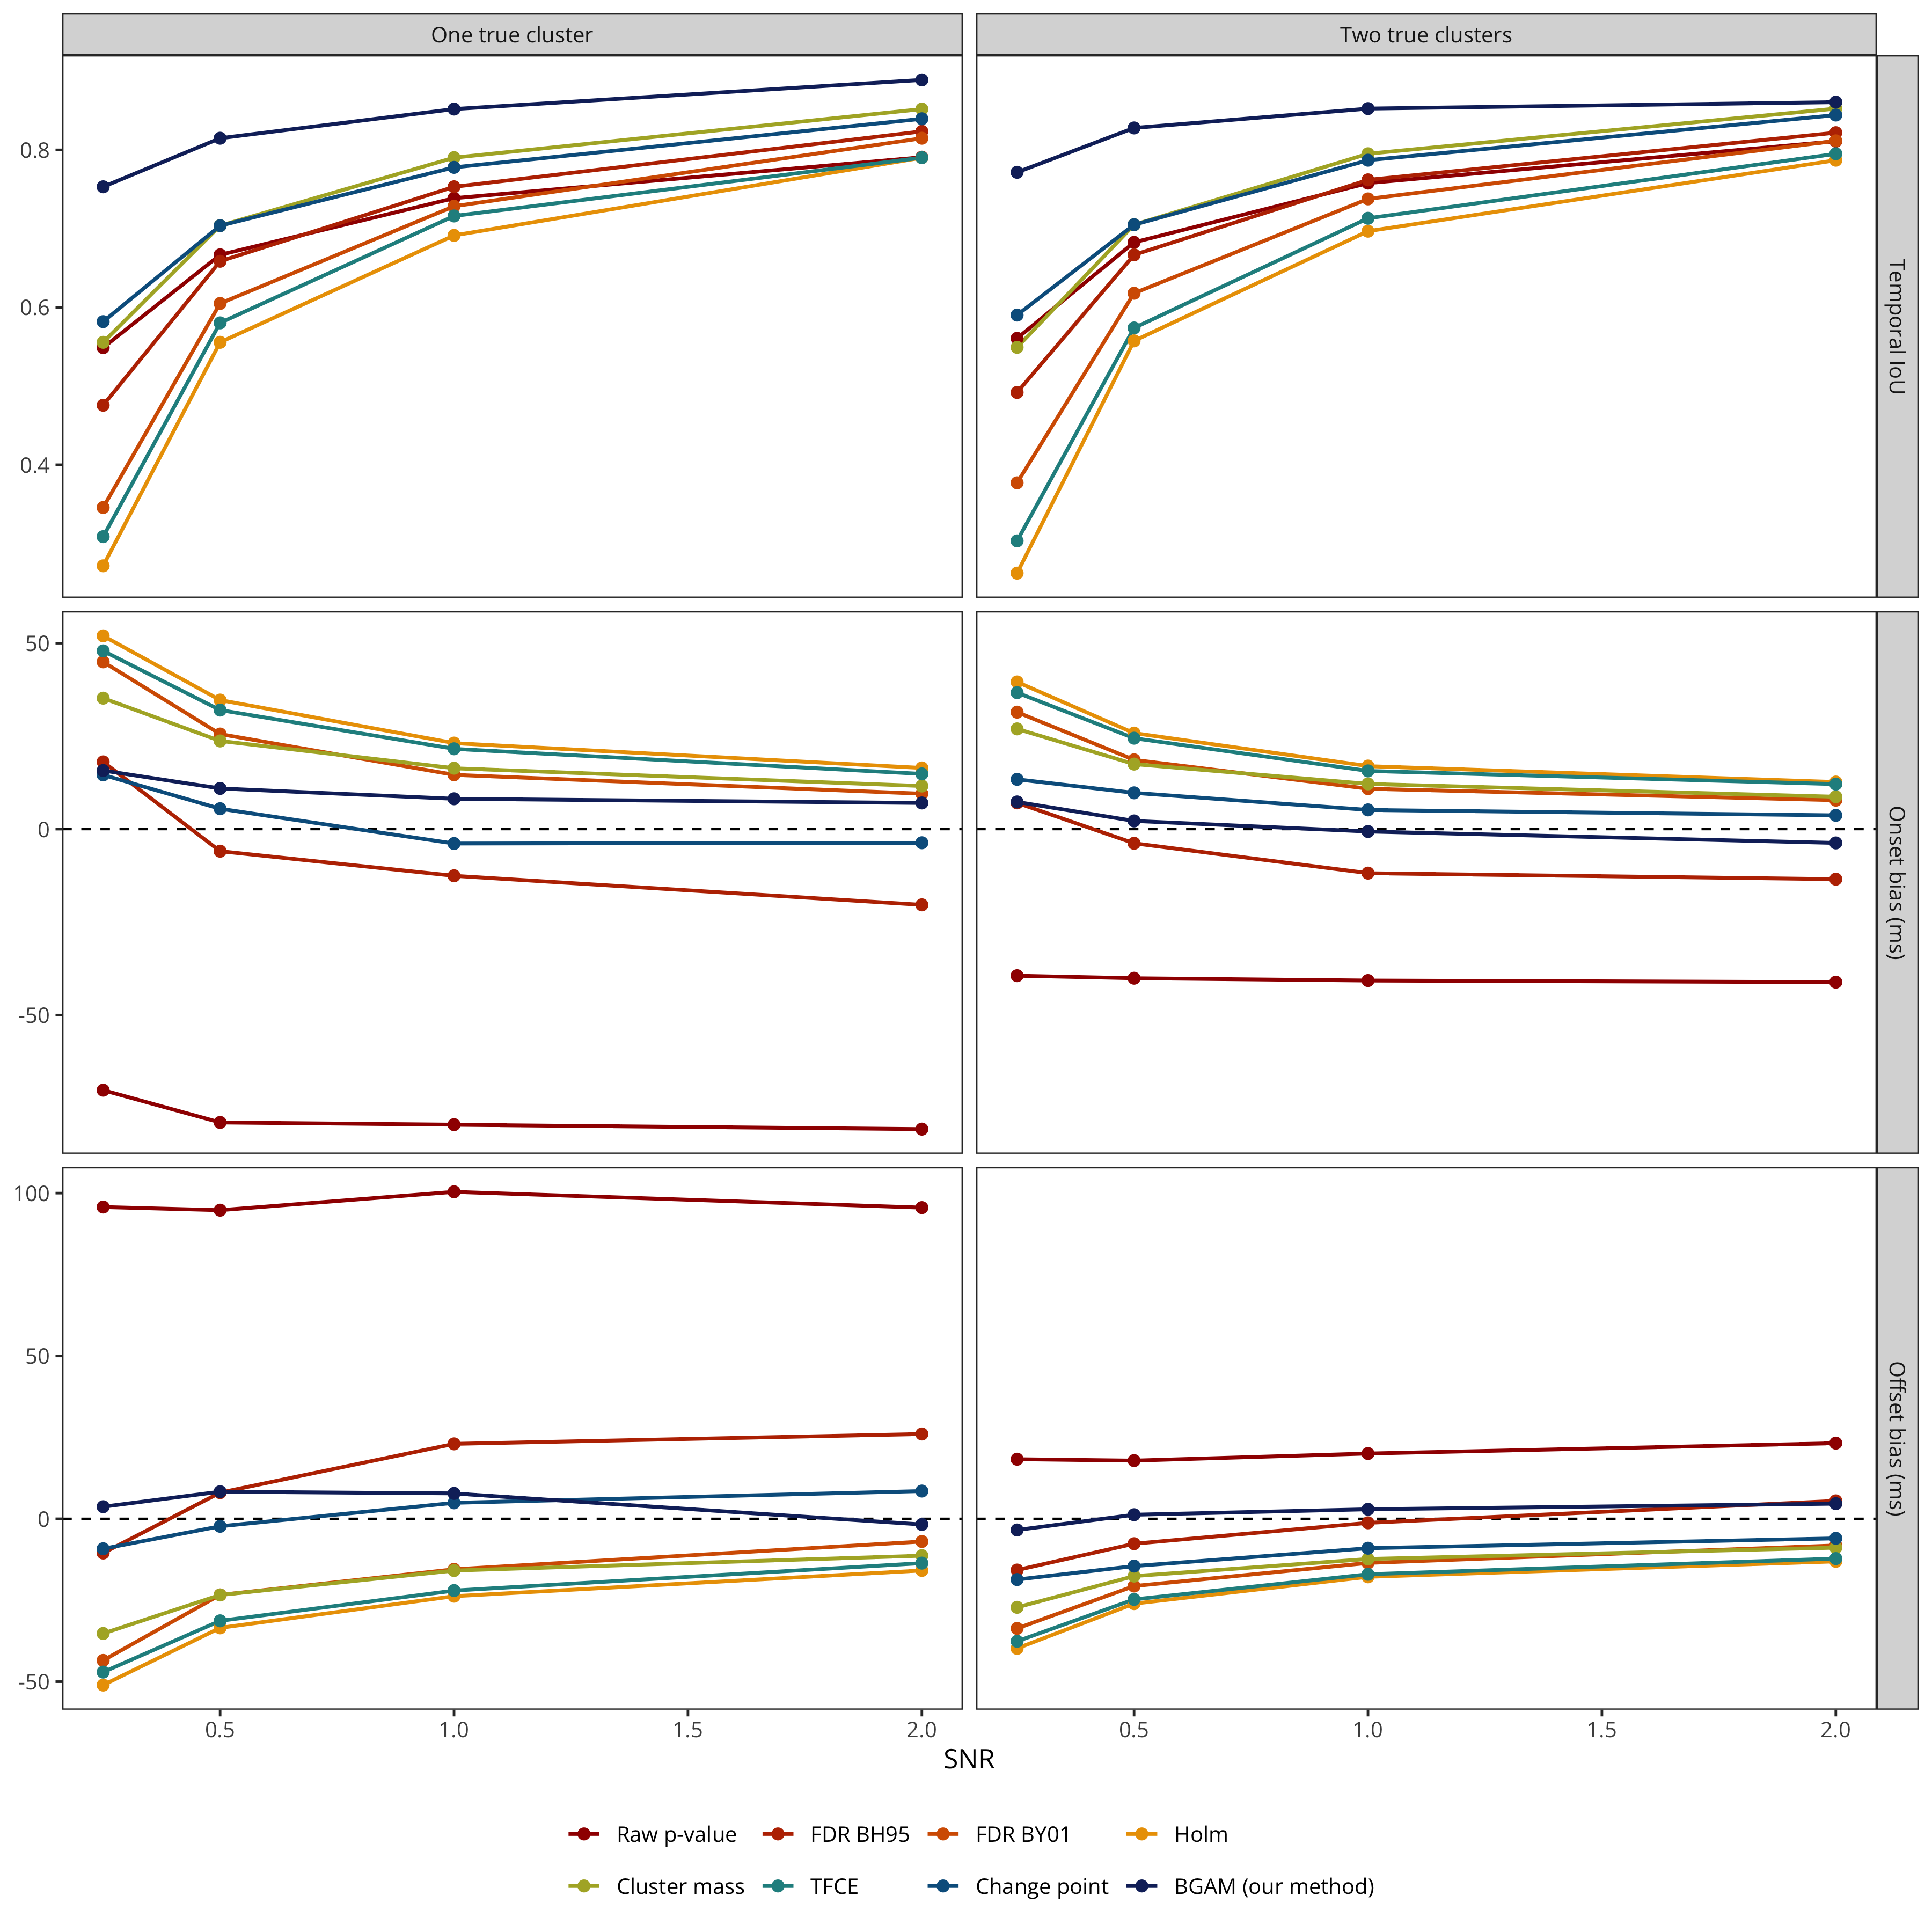 One true cluster
Two true clusters
0.8
0.6
0.4
Temporal IoU
50
0
-50
Onset bias (ms)
100
50
0
-50
Offset bias (ms)
0.5 1.0 1.5 2.0
0.5 1.0 1.5 2.0
SNR
Raw p-value FDR BH95 FDR BY01 Holm
Cluster mass TFCE Change point BGAM (our method)